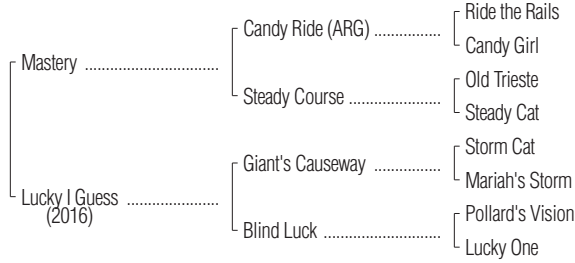 Ride the Rails
Candy Ride (ARG) ..................
Candy Girl
Mastery .....................................
Old Trieste
Steady Course .........................
Steady Cat
Storm Cat
Giant's Causeway ...................
Mariah's Storm
Lucky I Guess .........................
(2016)
Pollard's Vision
Blind Luck ................................
Lucky One